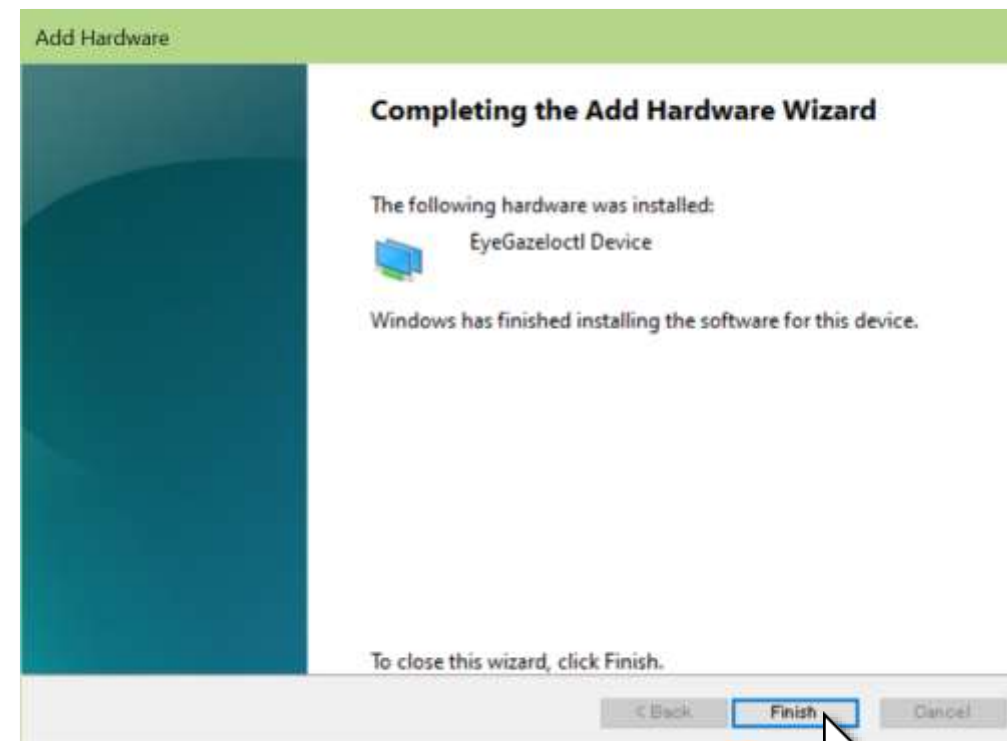 Add Hardware
Completing the Add Hardware Wizard
The following hardware was installed:
EyeGazeIoctl Device
Windows has finished installing the software for this device.
To close this wizard, click Finish.
< Back Finish Cancel